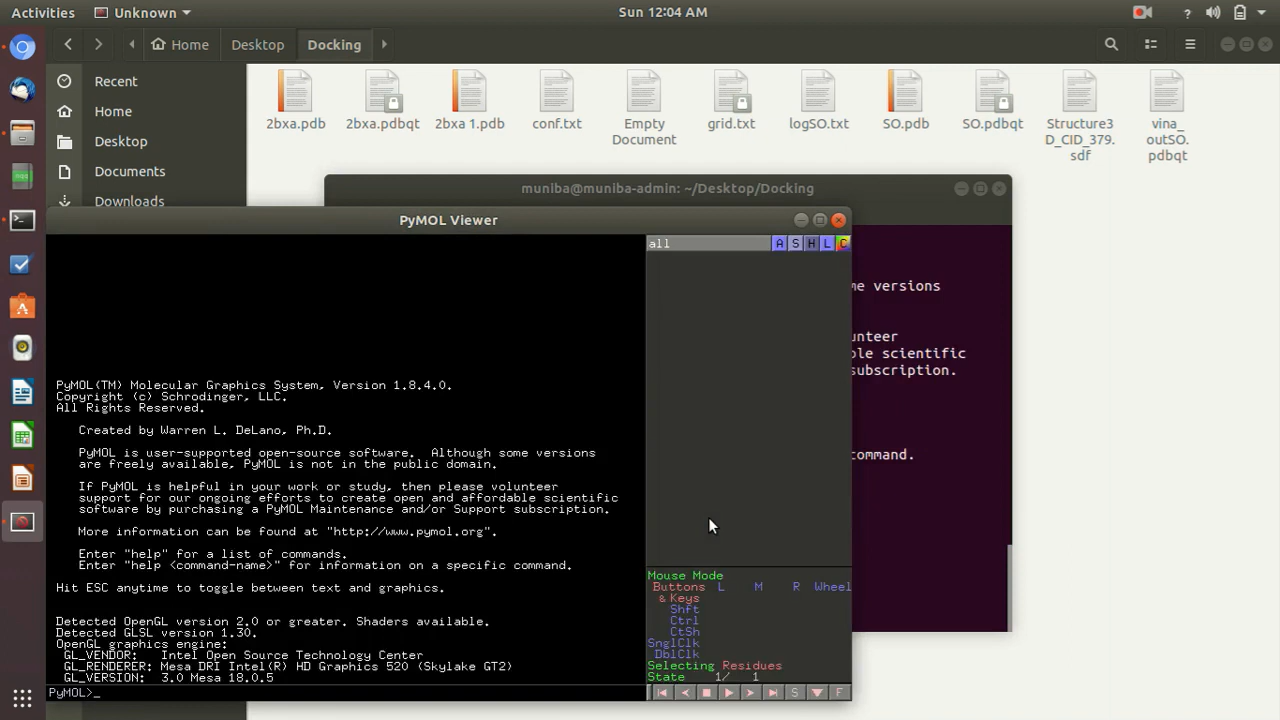 Activities
Unknown
Sun 12:04 AM
?
Home
Desktop
Docking
Recent
Home
Desktop
Documents
Downloads
2bxa.pdb
2bxa.pdbqt
2bxa 1.pdb
conf.txt
Empty
Document
grid.txt
logSO.txt
SO.pdb
SO.pdbqt
Structure3
D_CID_379.
sdf
vina_
outSO.
pdbqt
muniba@muniba-admin: ~/Desktop/Docking
me versions
unteer
ble scientific
subscription.
command.
PyMOL Viewer
all
A S H L C
PyMOL(TM) Molecular Graphics System, Version 1.8.4.0.
Copyright (c) Schrodinger, LLC.
All Rights Reserved.
Created by Warren L. DeLano, Ph.D.
PyMOL is user-supported open-source software.  Although some versions
are freely available, PyMOL is not in the public domain.
If PyMOL is helpful in your work or study, then please volunteer
support for our ongoing efforts to create open and affordable scientific
software by purchasing a PyMOL Maintenance and/or Support subscription.
More information can be found at "http://www.pymol.org".
Enter "help" for a list of commands.
Enter "help <command-name>" for information on a specific command.
Hit ESC anytime to toggle between text and graphics.
Detected OpenGL version 2.0 or greater. Shaders available.
Detected GLSL version 1.30.
OpenGL graphics engine:
GL_VENDOR:   Intel Open Source Technology Center
GL_RENDERER: Mesa DRI Intel(R) HD Graphics 520 (Skylake GT2)
GL_VERSION:  3.0 Mesa 18.0.5
PyMOL>_
Mouse Mode
Buttons L M R Wheel
& Keys
Shft
Ctrl
CtSh
SnglClk
DblClk
Selecting Residues
State 1/ 1
S
F